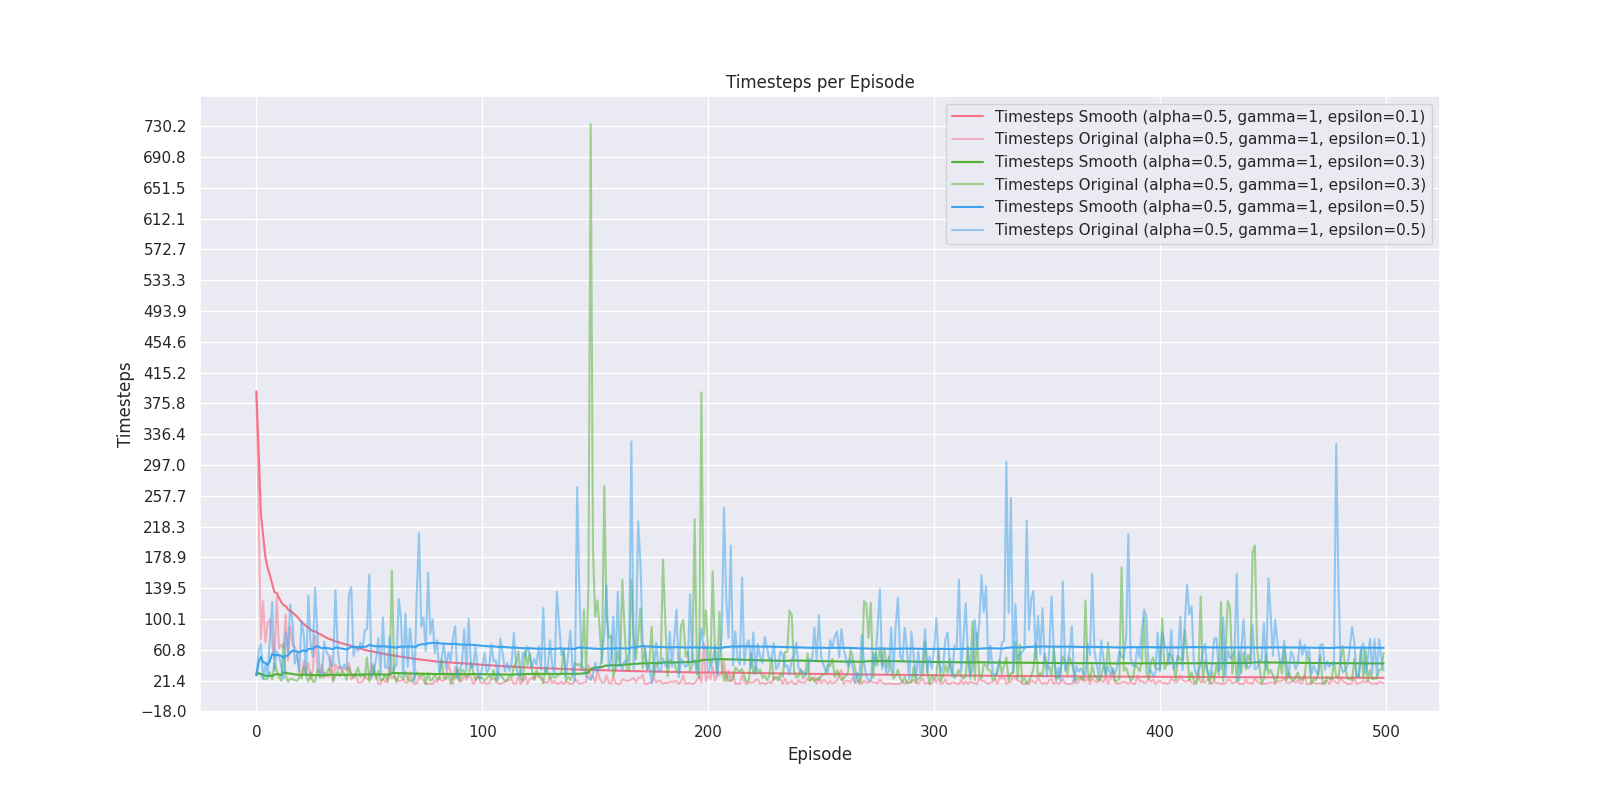 Timesteps per Episode
Timesteps Smooth (alpha=0.5, gamma=1, epsilon=0.1)
Timesteps Original (alpha=0.5, gamma=1, epsilon=0.1)
Timesteps Smooth (alpha=0.5, gamma=1, epsilon=0.3)
Timesteps Original (alpha=0.5, gamma=1, epsilon=0.3)
Timesteps Smooth (alpha=0.5, gamma=1, epsilon=0.5)
Timesteps Original (alpha=0.5, gamma=1, epsilon=0.5)
Timesteps
730.2
690.8
651.5
612.1
572.7
533.3
493.9
454.6
415.2
375.8
336.4
297.0
257.7
218.3
178.9
139.5
100.1
60.8
21.4
−18.0
0 100 200 300 400 500
Episode